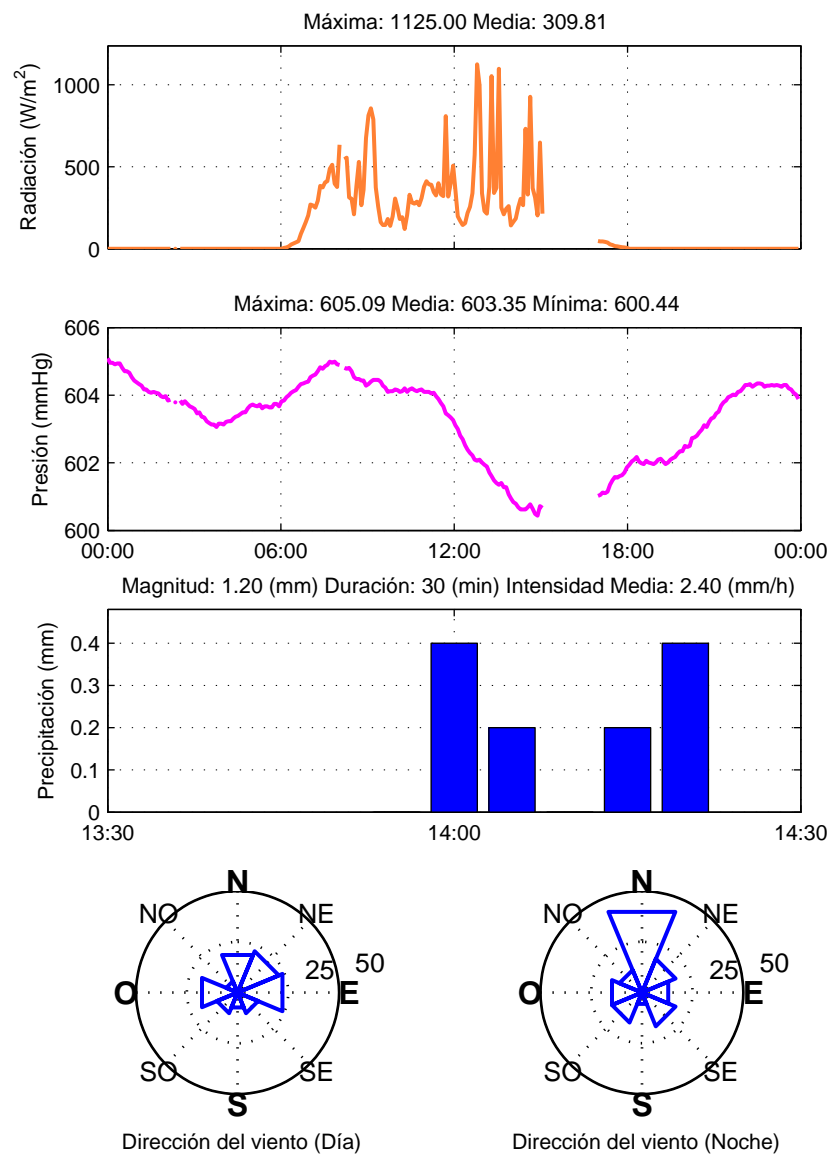 Máxima: 1125.00 Media: 309.81
Radiación (W/m²)
1000
500
0
Máxima: 605.09 Media: 603.35 Mínima: 600.44
Presión (mmHg)
606
604
602
600
00:00 06:00 12:00 18:00 00:00
Magnitud: 1.20 (mm) Duración: 30 (min) Intensidad Media: 2.40 (mm/h)
Precipitación (mm)
0.4
0.3
0.2
0.1
0
13:30 14:00 14:30
N
NO NE
25 50
O E
SO SE
S
Dirección del viento (Día)
N
NO NE
25 50
O E
SO SE
S
Dirección del viento (Noche)